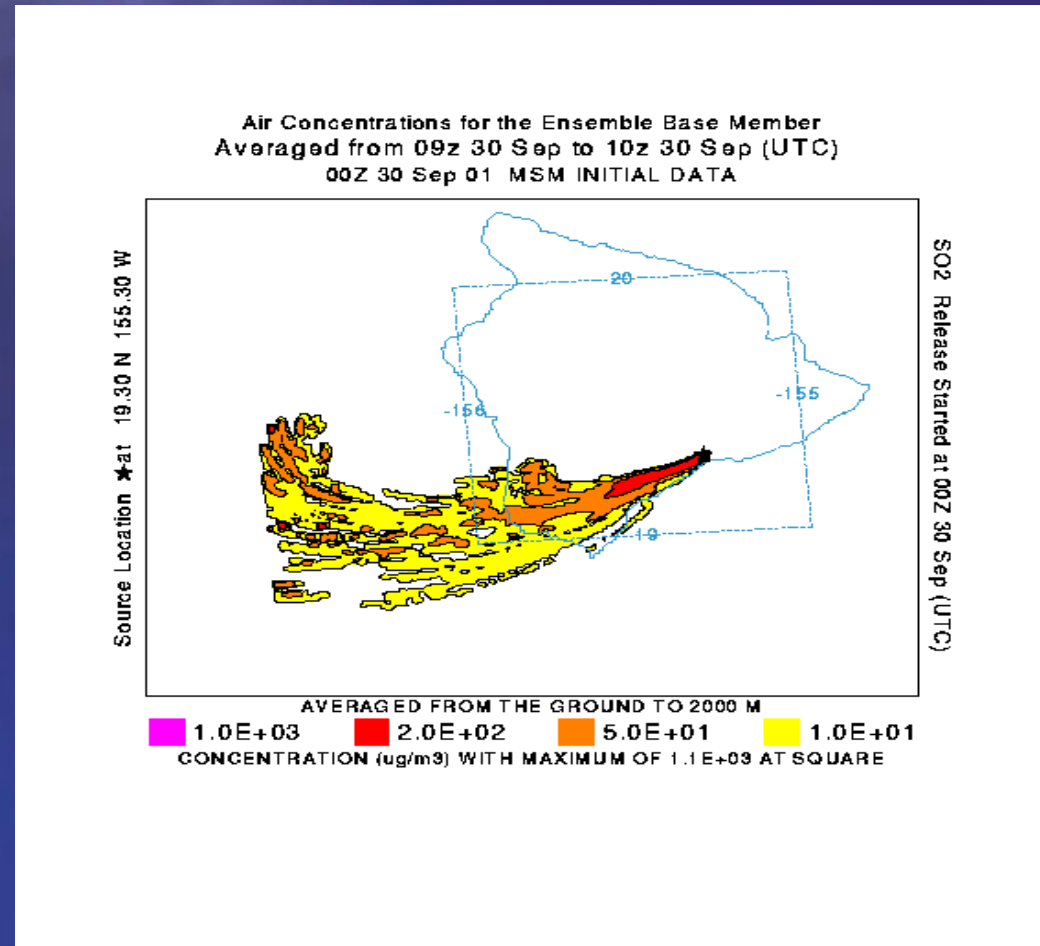 Air Concentrations for the Ensemble Base Member
Averaged from 09z 30 Sep to 10z 30 Sep (UTC)
00Z 30 Sep 01 MSM INITIAL DATA
Source Location ★ at 19.30 N 155.30 W
20
-156
-155
19
SO2 Release Started at 00Z 30 Sep (UTC)
AVERAGED FROM THE GROUND TO 2000 M
1.0E+03 2.0E+02 5.0E+01 1.0E+01
CONCENTRATION (ug/m3) WITH MAXIMUM OF 1.1E+03 AT SQUARE